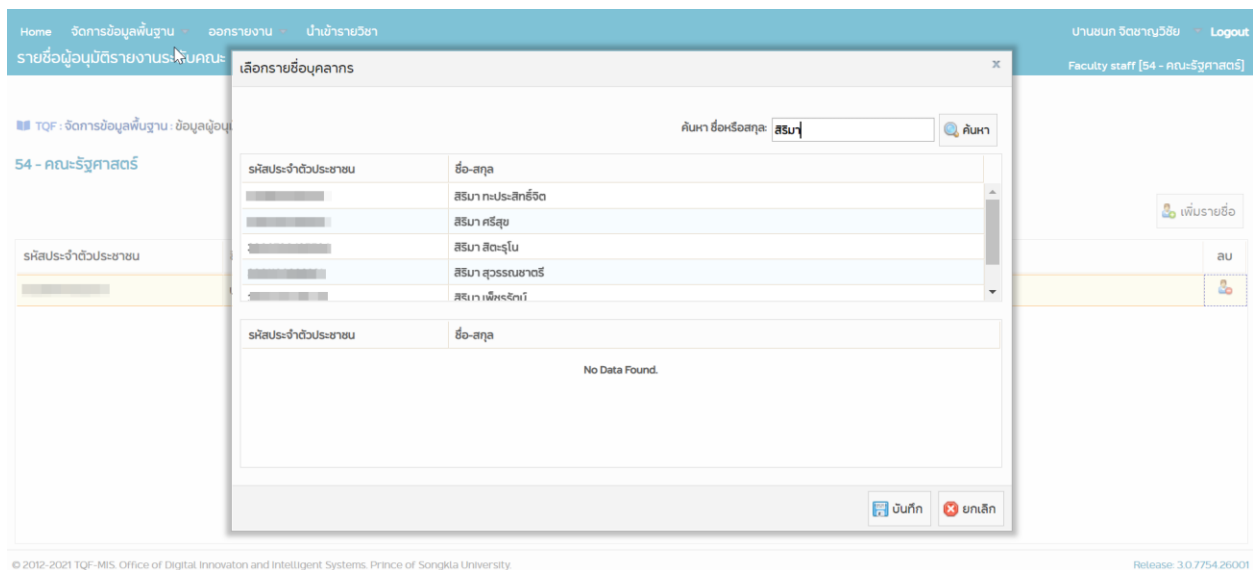 Home จัดการข้อมูลพื้นฐาน ออกรายงาน นำเข้ารายวิชา ปานชนก จิตชาญวิชัย Logout
รายชื่อผู้อนุมัติรายงานระดับคณะ Faculty staff [54 - คณะรัฐศาสตร์]
เลือกรายชื่อบุคลากร x
TQF : จัดการข้อมูลพื้นฐาน : ข้อมูลผู้อนุมั
ค้นหา ชื่อหรือสกุล: สิริมา ค้นหา
54 - คณะรัฐศาสตร์
รหัสประจำตัวประชาชน ชื่อ-สกุล
สิริมา ทะประสิทธิ์จิต
สิริมา ศรีสุข
สิริมา สิตะรุโน
สิริมา สุวรรณชาตรี
สิริมา เพ็ชรรัตน์
เพิ่มรายชื่อ
รหัสประจำตัวประชาชน ลบ
รหัสประจำตัวประชาชน ชื่อ-สกุล
No Data Found.
บันทึก ยกเลิก
© 2012-2021 TQF-MIS. Office of Digital Innovaton and Intelligent Systems. Prince of Songkla University. Release: 3.0.7754.26001